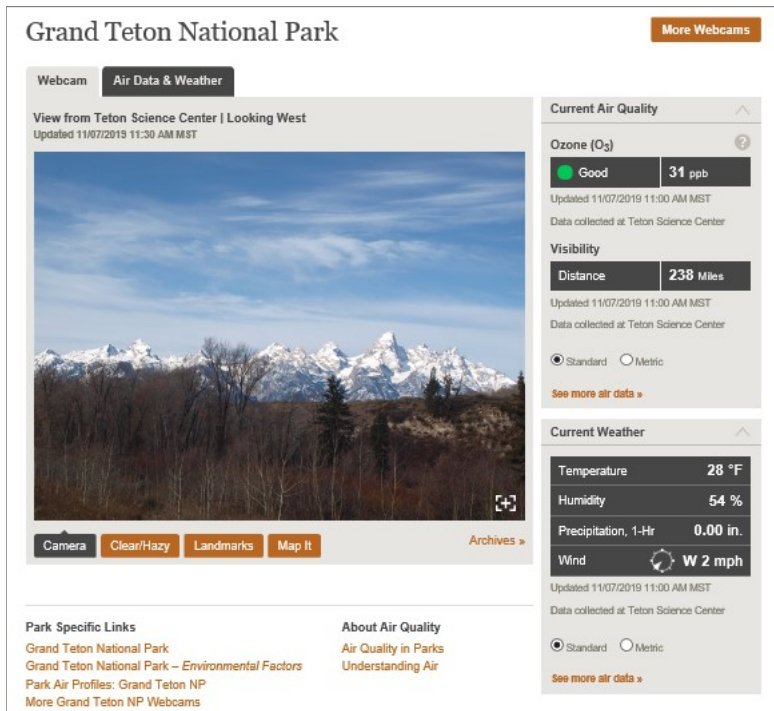 Grand Teton National Park
More Webcams
Webcam
Air Data & Weather
View from Teton Science Center | Looking West
Updated 11/07/2019 11:30 AM MST
Camera
Clear/Hazy
Landmarks
Map It
Archives »
Current Air Quality
Ozone (O₃)
?
Good 31 ppb
Updated 11/07/2019 11:00 AM MST
Data collected at Teton Science Center
Visibility
Distance 238 Miles
Updated 11/07/2019 11:00 AM MST
Data collected at Teton Science Center
Standard Metric
See more air data »
Current Weather
Temperature 28 °F
Humidity 54 %
Precipitation, 1-Hr 0.00 in.
Wind W 2 mph
Updated 11/07/2019 11:00 AM MST
Data collected at Teton Science Center
Standard Metric
See more air data »
Park Specific Links
Grand Teton National Park
Grand Teton National Park – Environmental Factors
Park Air Profiles: Grand Teton NP
More Grand Teton NP Webcams
About Air Quality
Air Quality in Parks
Understanding Air